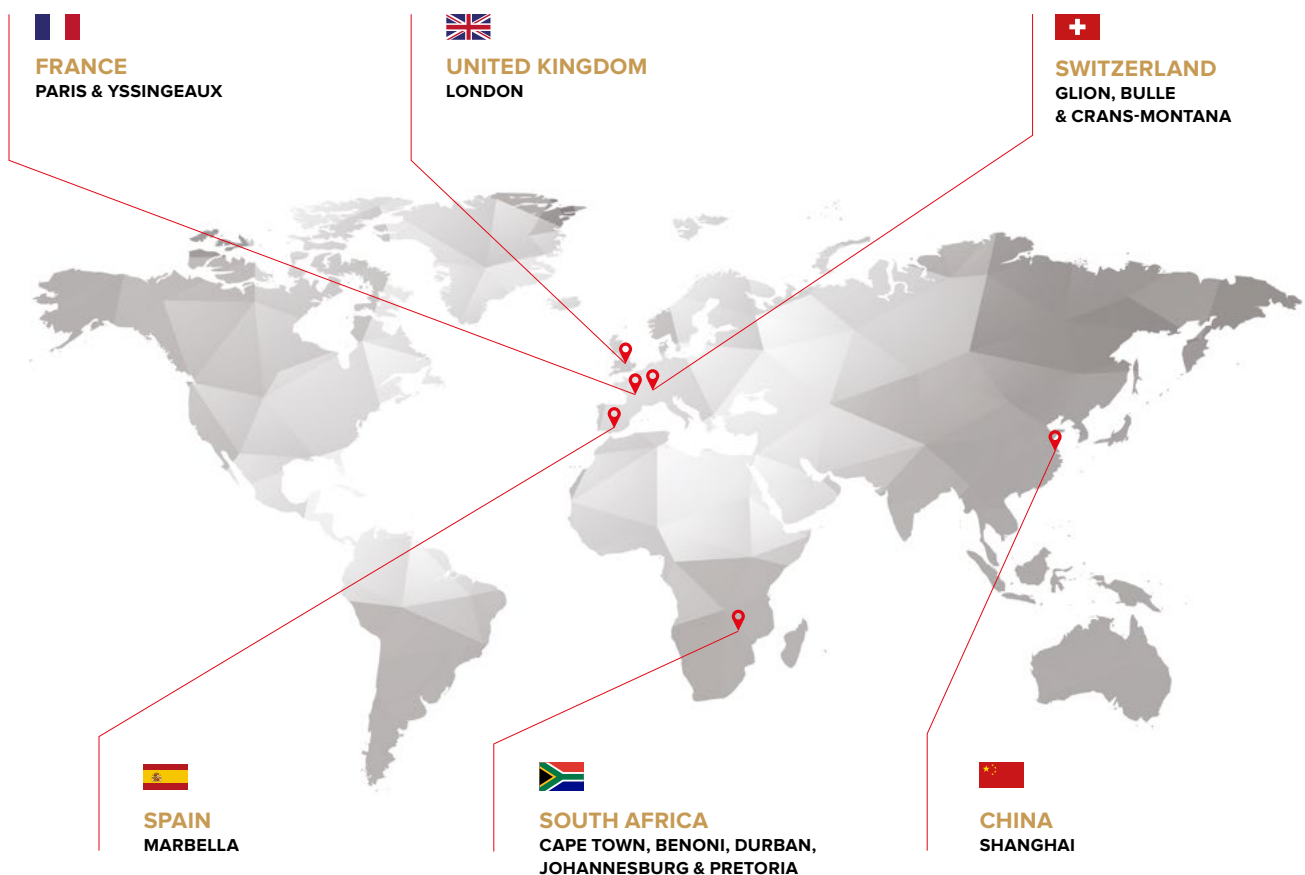 FRANCE
PARIS & YSSINGEAUX
UNITED KINGDOM
LONDON
SWITZERLAND
GLION, BULLE
& CRANS-MONTANA
SPAIN
MARBELLA
SOUTH AFRICA
CAPE TOWN, BENONI, DURBAN,
JOHANNESBURG & PRETORIA
CHINA
SHANGHAI